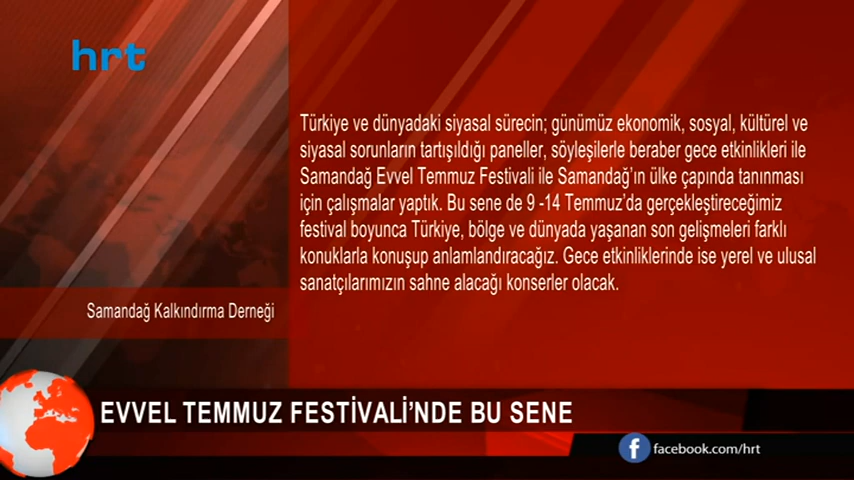 hrt
Türkiye ve dünyadaki siyasal sürecin; günümüz ekonomik, sosyal, kültürel ve
siyasal sorunların tartışıldığı paneller, söyleşilerle beraber gece etkinlikleri ile
Samandağ Evvel Temmuz Festivali ile Samandağ'ın ülke çapında tanınması
için çalışmalar yaptık. Bu sene de 9 -14 Temmuz'da gerçekleştireceğimiz
festival boyunca Türkiye, bölge ve dünyada yaşanan son gelişmeleri farklı
konuklarla konuşup anlamlandıracağız. Gece etkinliklerinde ise yerel ve ulusal
sanatçılarımızın sahne alacağı konserler olacak.
Samandağ Kalkındırma Derneği
EVVEL TEMMUZ FESTİVALİ'NDE BU SENE
facebook.com/hrt